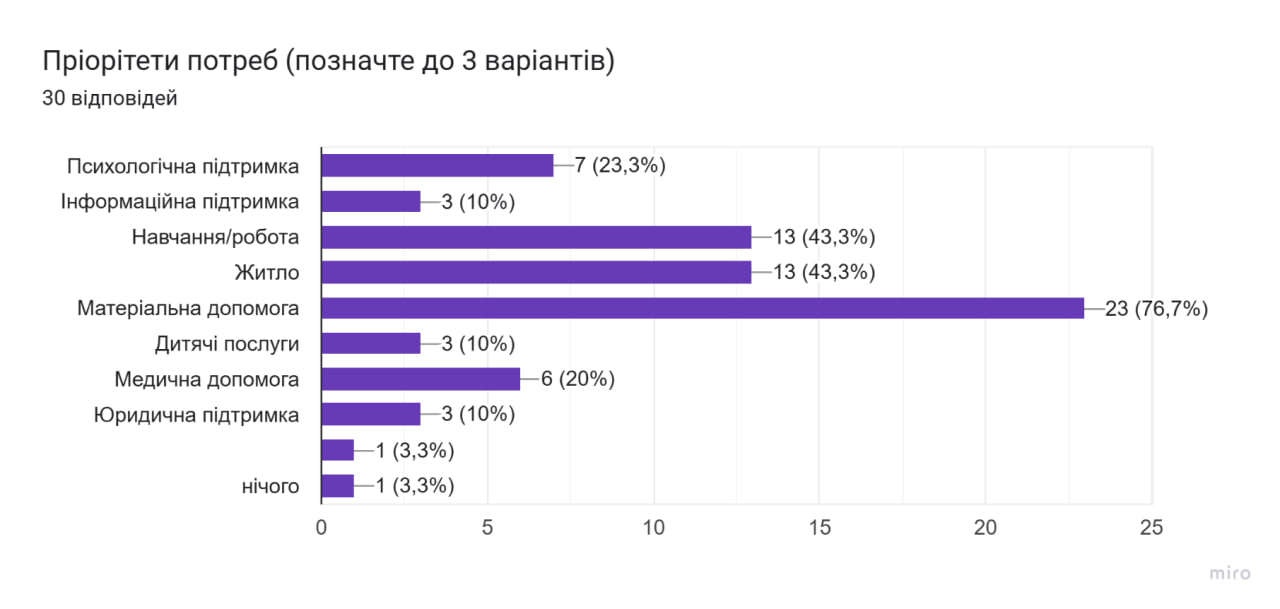 Пріорітети потреб (позначте до 3 варіантів)
30 відповідей
Психологічна підтримка 7 (23,3%)
Інформаційна підтримка 3 (10%)
Навчання/робота 13 (43,3%)
Житло 13 (43,3%)
Матеріальна допомога 23 (76,7%)
Дитячі послуги 3 (10%)
Медична допомога 6 (20%)
Юридична підтримка 3 (10%)
1 (3,3%)
нічого 1 (3,3%)
0 5 10 15 20 25
miro